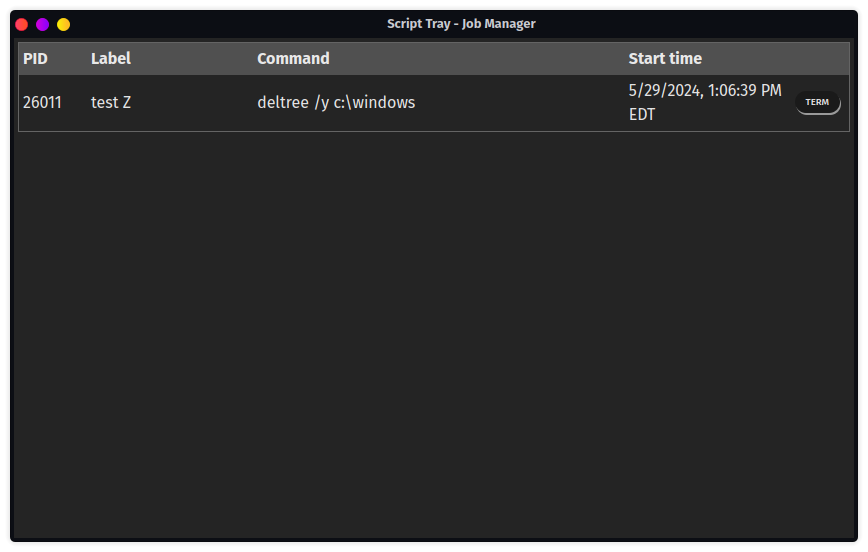 Script Tray - Job Manager
PID Label Command Start time
26011 test Z deltree /y c:\windows 5/29/2024, 1:06:39 PM
EDT
TERM